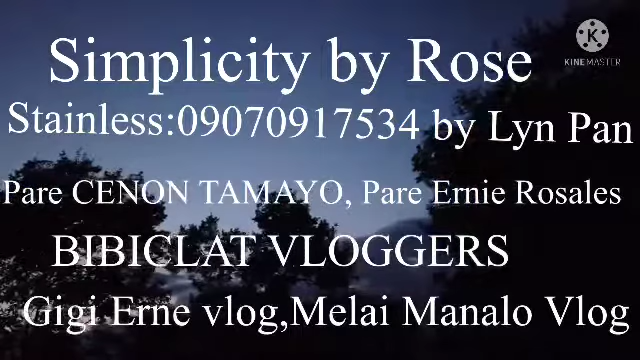 Simplicity by Rose
KINEMASTER
Stainless:09070917534 by Lyn Pan
Pare CENON TAMAYO, Pare Ernie Rosales
BIBICLAT VLOGGERS
Gigi Erne vlog,Melai Manalo Vlog